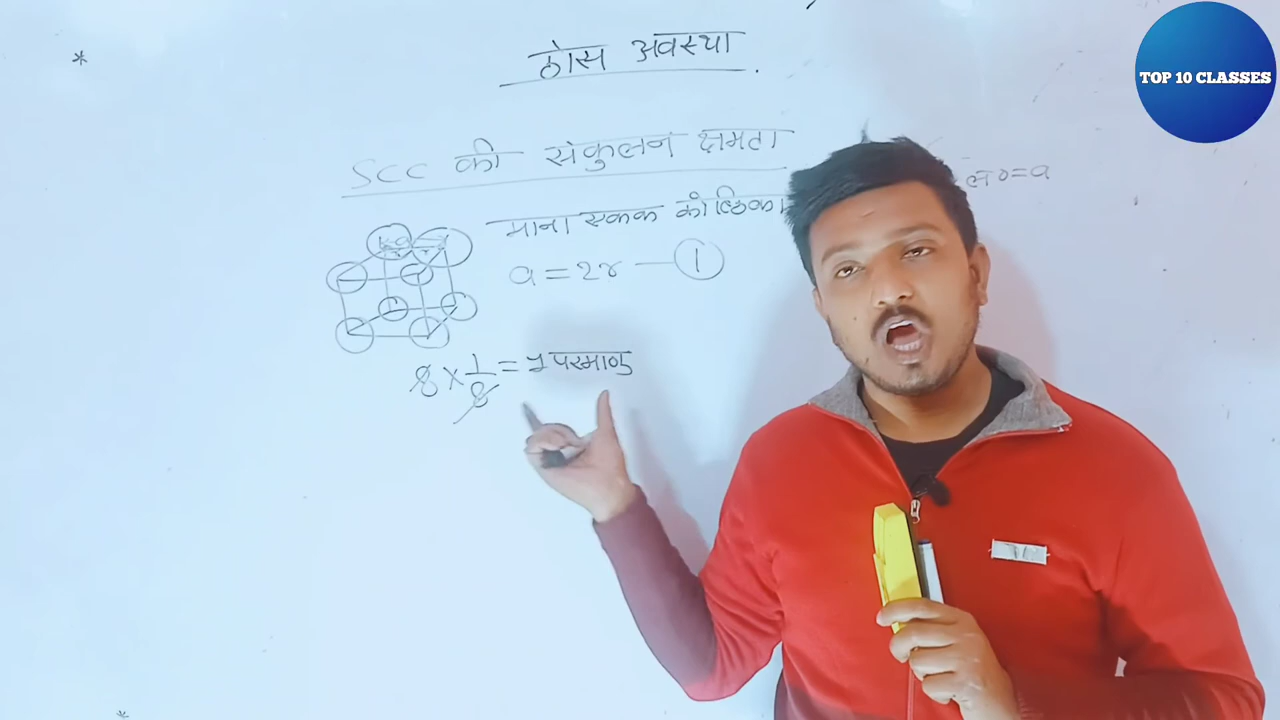 TOP 10 CLASSES
ठोस अवस्था
SCC की संकुलन क्षमता
माना एकक कोष्ठिका
= a
a = 2r — 1
8 × 1/8 = 1 परमाणु